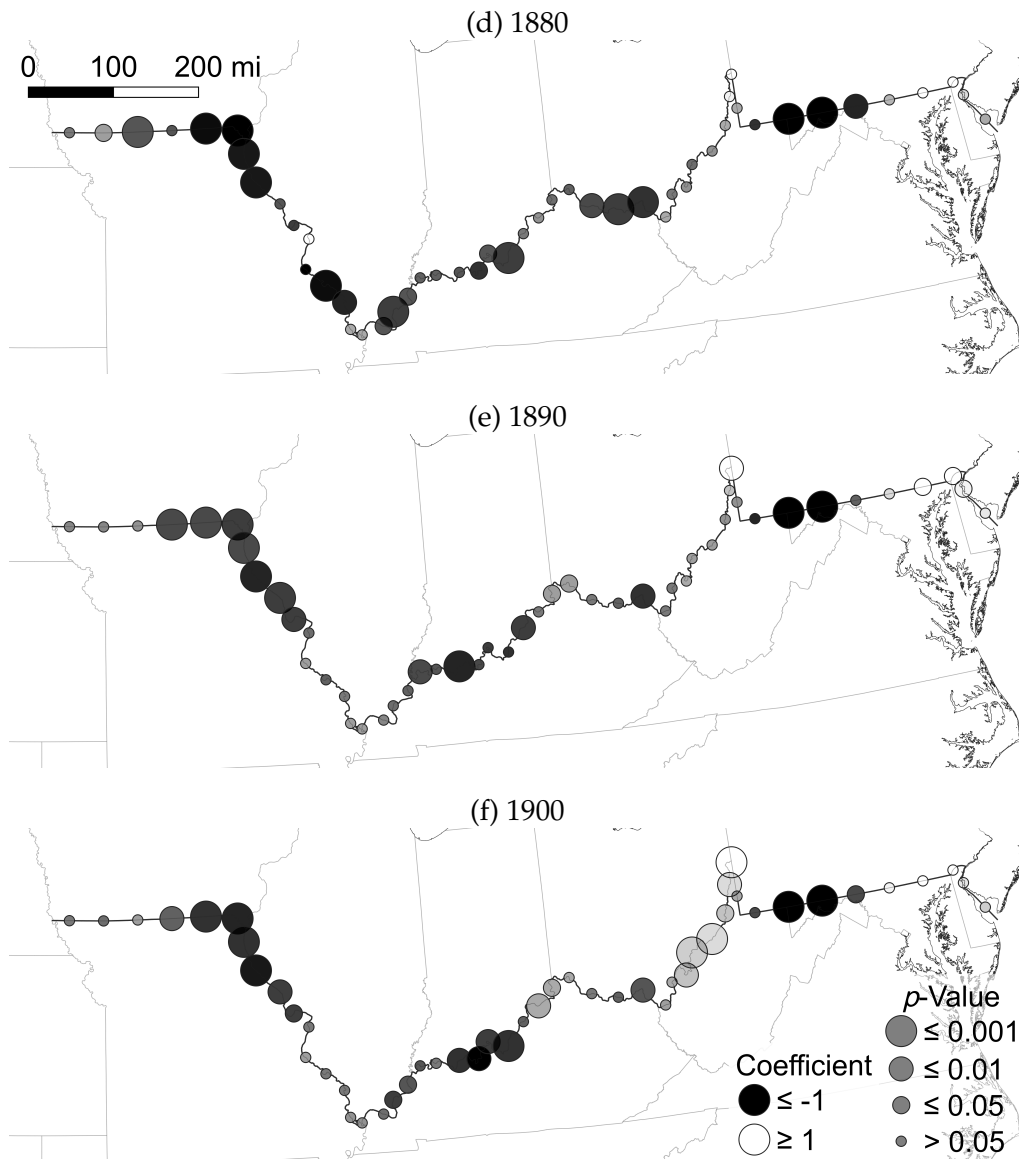 (d) 1880
0 100 200 mi
(e) 1890
(f) 1900
Coefficient
≤ -1
≥ 1
p-Value
≤ 0.001
≤ 0.01
≤ 0.05
> 0.05